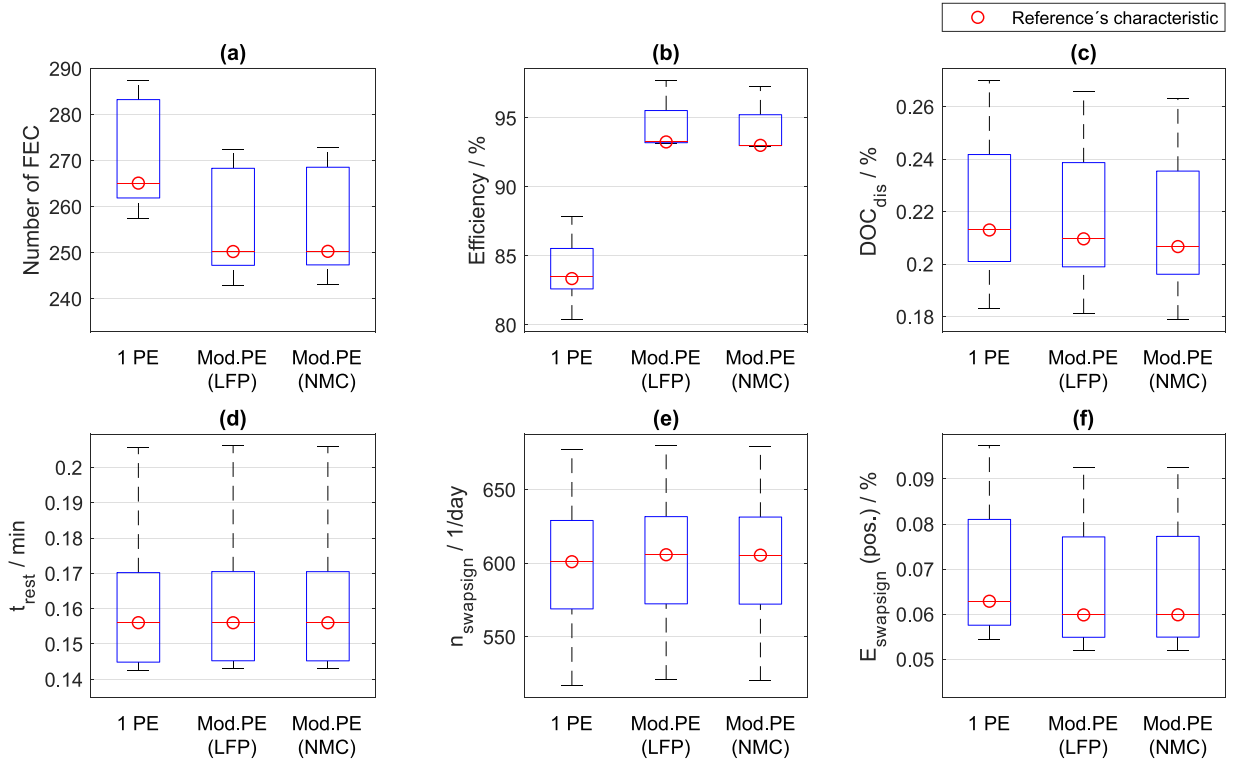 Reference´s characteristic
(a)
(b)
(c)
Number of FEC
290
280
270
260
250
240
1 PE
Mod.PE
(LFP)
Mod.PE
(NMC)
Efficiency / %
95
90
85
80
1 PE
Mod.PE
(LFP)
Mod.PE
(NMC)
DOC_dis / %
0.26
0.24
0.22
0.2
0.18
1 PE
Mod.PE
(LFP)
Mod.PE
(NMC)
(d)
(e)
(f)
t_rest / min
0.2
0.19
0.18
0.17
0.16
0.15
0.14
1 PE
Mod.PE
(LFP)
Mod.PE
(NMC)
n_swapsign / 1/day
650
600
550
1 PE
Mod.PE
(LFP)
Mod.PE
(NMC)
E_swapsign (pos.) / %
0.09
0.08
0.07
0.06
0.05
1 PE
Mod.PE
(LFP)
Mod.PE
(NMC)